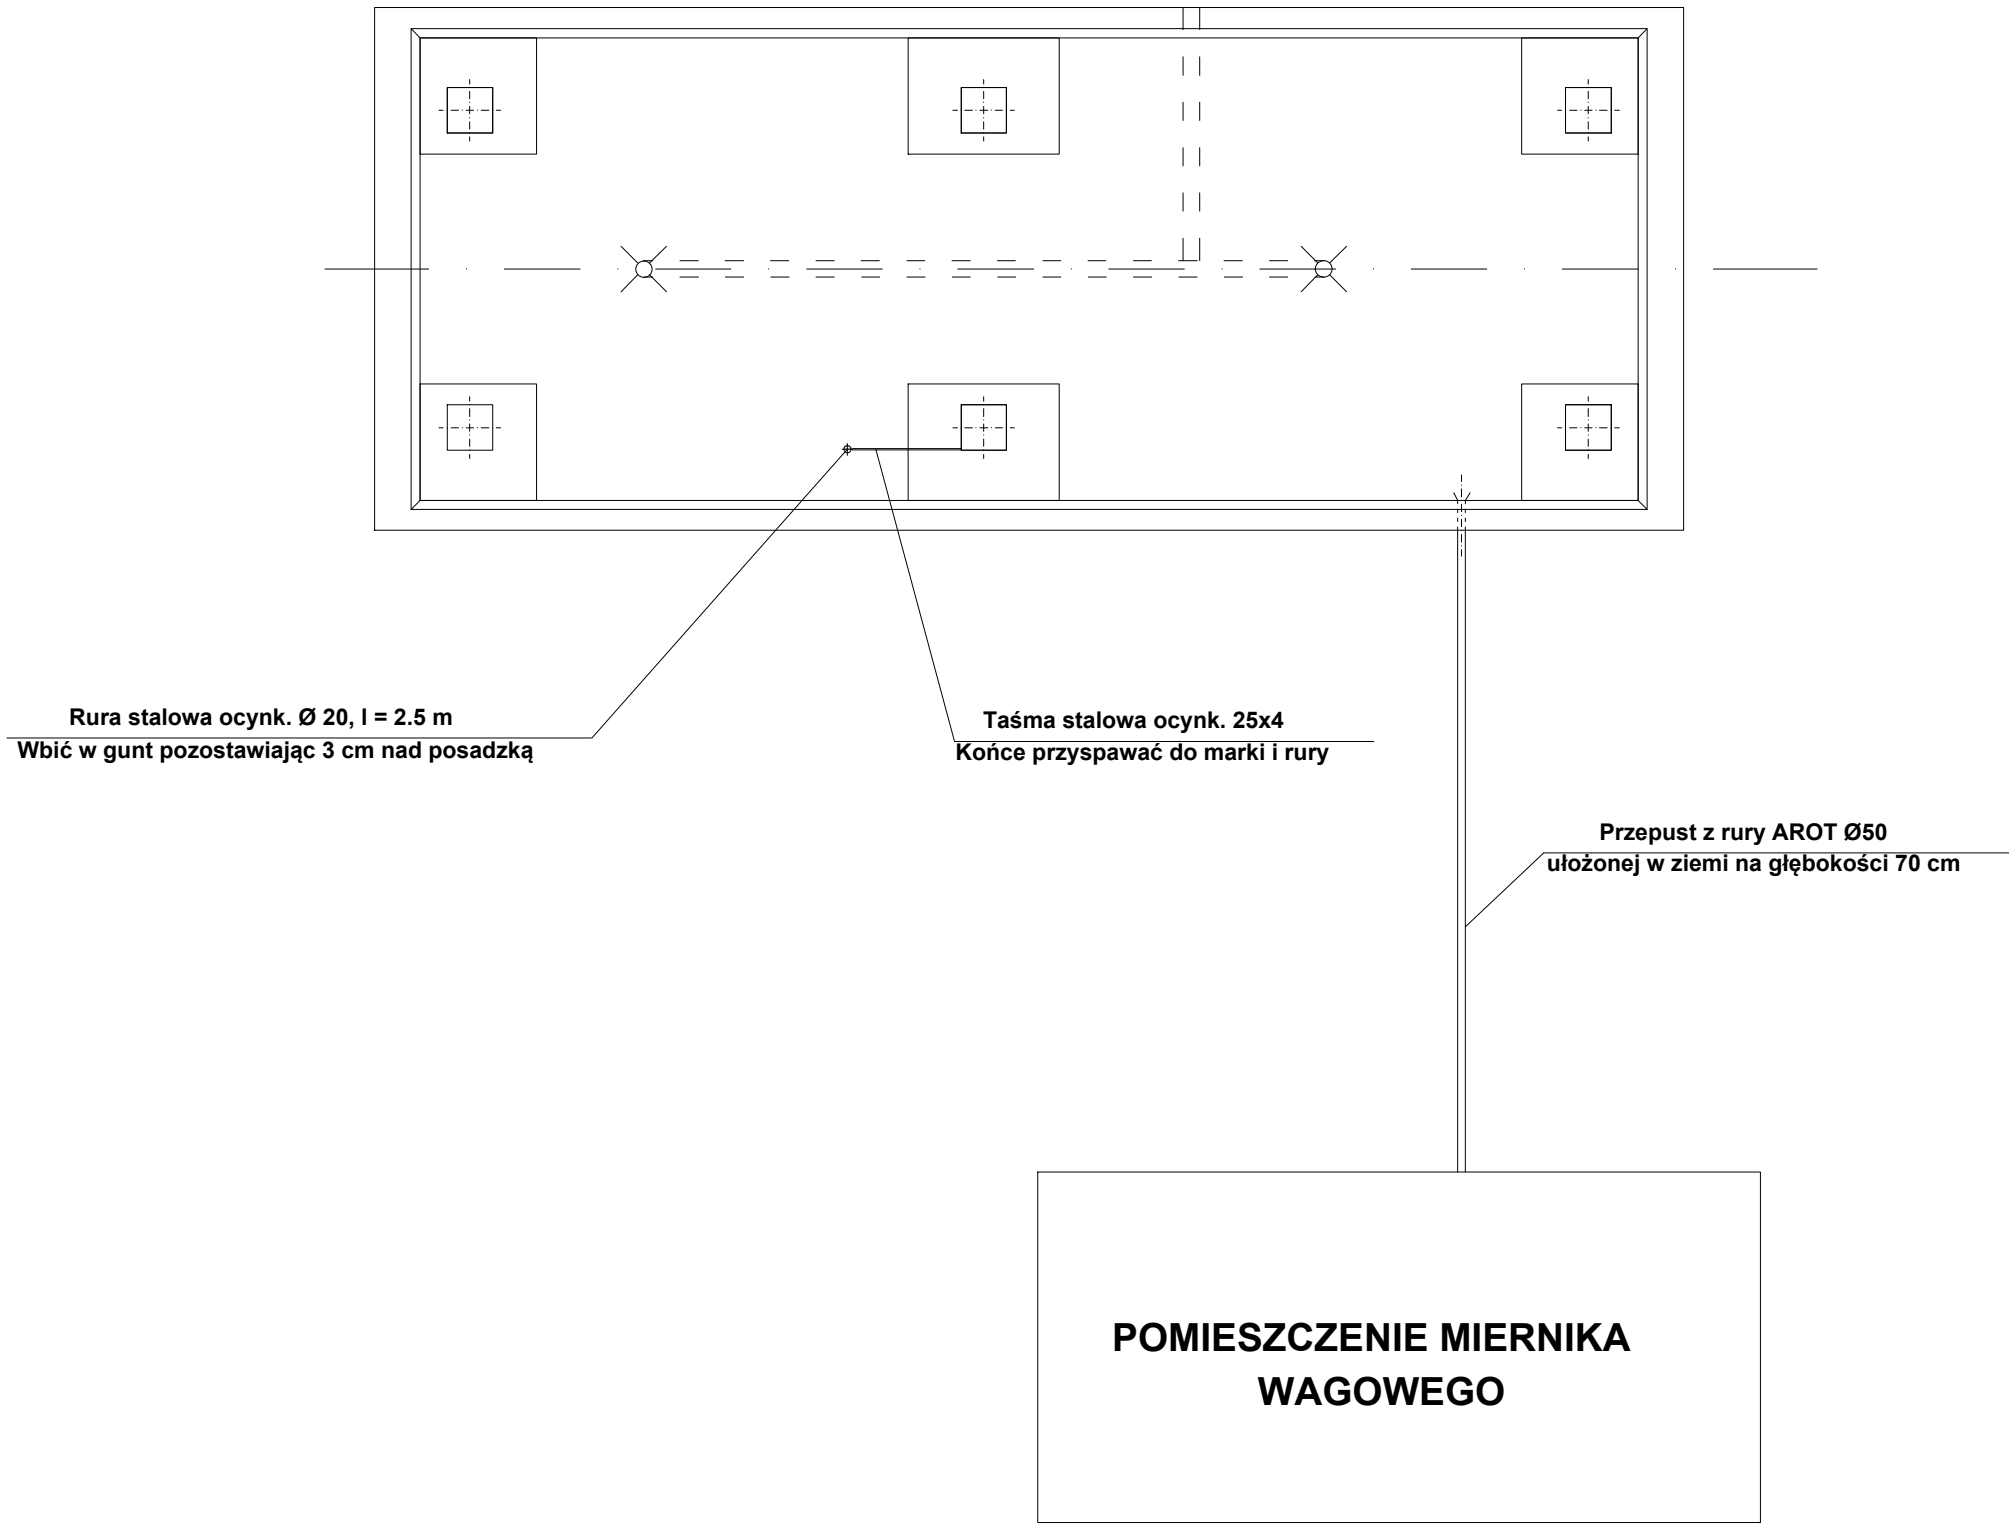 Rura stalowa ocynk. Ø 20, l = 2.5 m
Wbić w gunt pozostawiając 3 cm nad posadzką
Taśma stalowa ocynk. 25x4
Końce przyspawać do marki i rury
Przepust z rury AROT Ø50
ułożonej w ziemi na głębokości 70 cm
POMIESZCZENIE MIERNIKA
WAGOWEGO